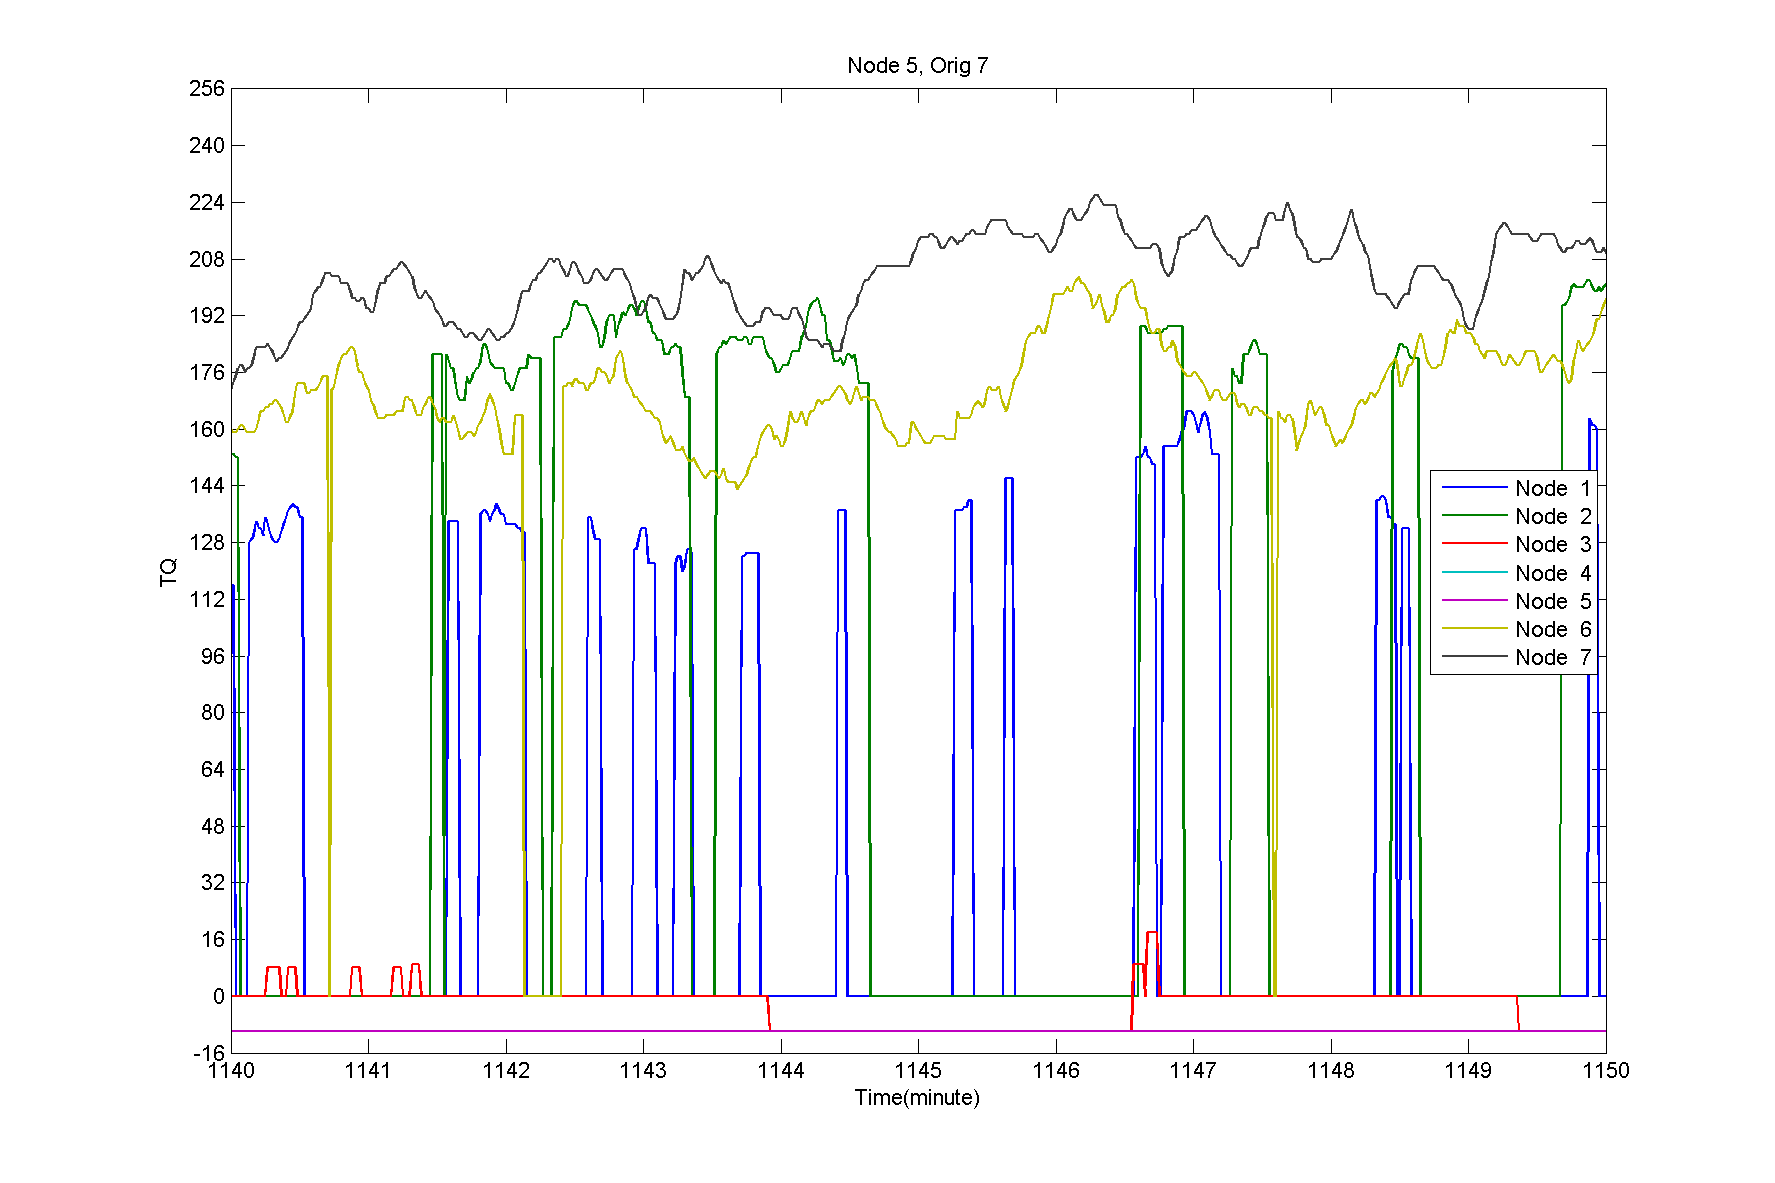 Node 5, Orig 7
256
240
224
208
192
176
160
144
128
112
96
80
64
48
32
16
0
-16
TQ
Node 1
Node 2
Node 3
Node 4
Node 5
Node 6
Node 7
1140 1141 1142 1143 1144 1145 1146 1147 1148 1149 1150
Time(minute)